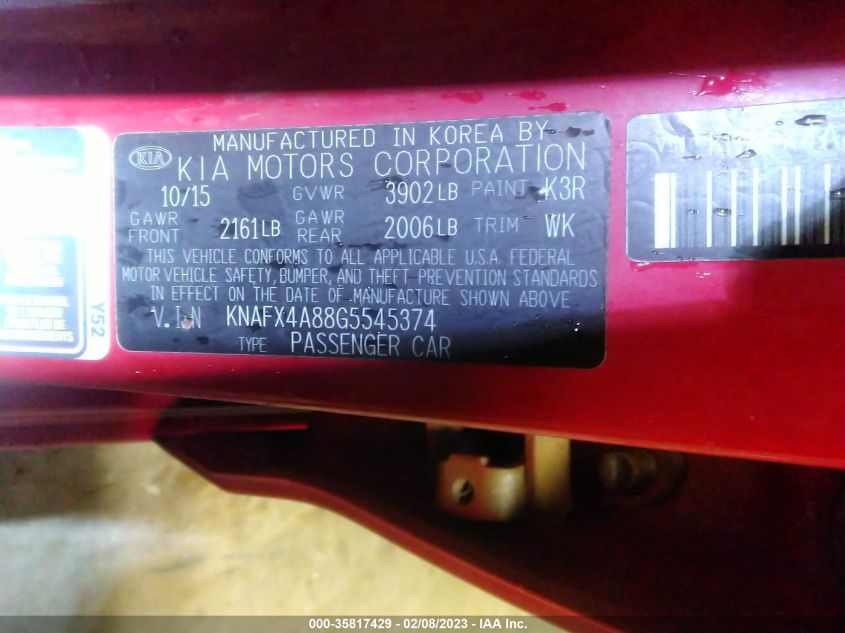 MANUFACTURED IN KOREA BY
KIA KIA MOTORS CORPORATION
10/15 GVWR 3902LB PAINT K3R
GAWR FRONT 2161LB GAWR REAR 2006LB TRIM WK
THIS VEHICLE CONFORMS TO ALL APPLICABLE U.S.A. FEDERAL
MOTOR VEHICLE SAFETY, BUMPER, AND THEFT PREVENTION STANDARDS
IN EFFECT ON THE DATE OF MANUFACTURE SHOWN ABOVE
V.I.N KNAFX4A88G5545374
TYPE PASSENGER CAR
Y52
VIN
000-35817429 - 02/08/2023 - IAA Inc.